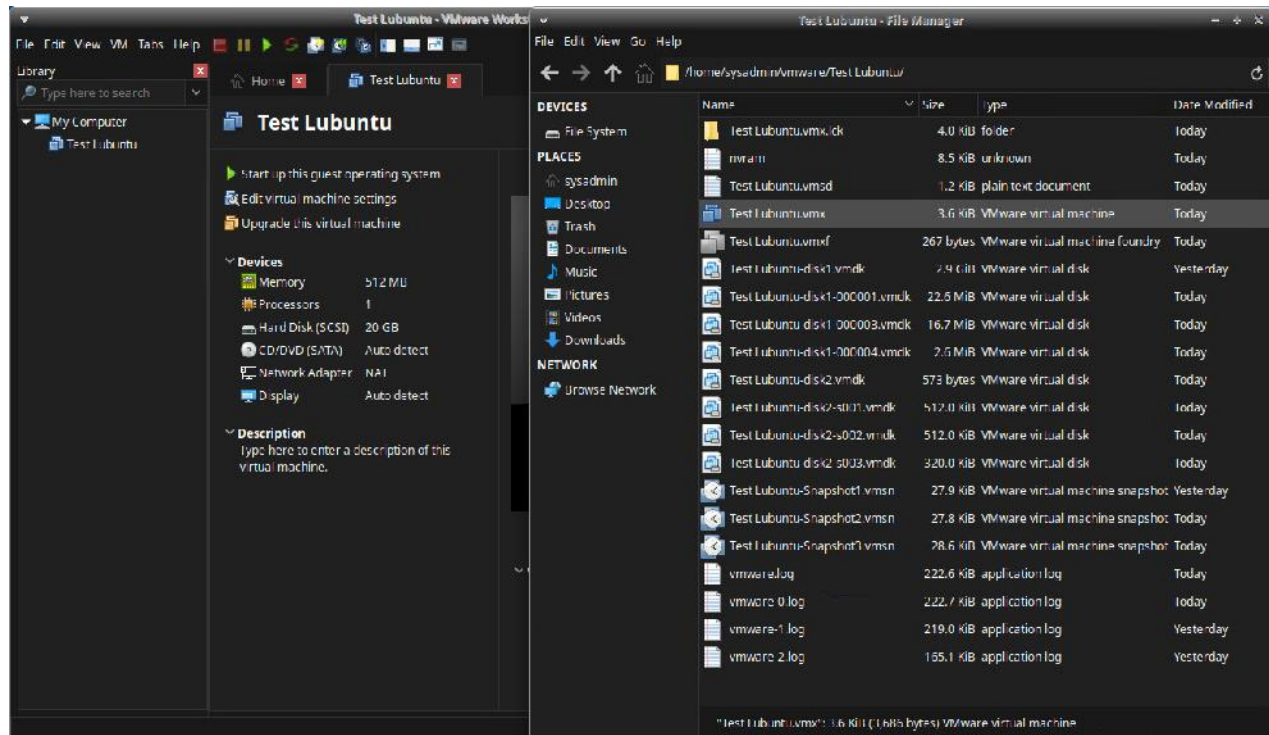 Test Lubuntu - VMware Works
File Edit View VM Tabs Help
Library
Type here to search
My Computer
Test Lubuntu
Home
Test Lubuntu
Test Lubuntu
Start up this guest operating system
Edit virtual machine settings
Upgrade this virtual machine
Devices
Memory 512 MB
Processors 1
Hard Disk (SCSI) 20 GB
CD/DVD (SATA) Auto detect
Network Adapter NAT
Display Auto detect
Description
Type here to enter a description of this
virtual machine.
Test Lubuntu - File Manager
File Edit View Go Help
/home/sysadmin/vmware/Test Lubuntu/
DEVICES
File System
PLACES
sysadmin
Desktop
Trash
Documents
Music
Pictures
Videos
Downloads
NETWORK
Browse Network
Name Size Type Date Modified
Test Lubuntu.vmx.lck 4.0 KiB folder Today
nvram 8.5 KiB unknown Today
Test Lubuntu.vmsd 1.2 KiB plain text document Today
Test Lubuntu.vmx 3.6 KiB VMware virtual machine Today
Test Lubuntu.vmxf 267 bytes VMware virtual machine foundry Today
Test Lubuntu-disk1.vmdk 2.9 GiB VMware virtual disk Yesterday
Test Lubuntu-disk1-000001.vmdk 22.6 MiB VMware virtual disk Today
Test Lubuntu-disk1-000003.vmdk 16.7 MiB VMware virtual disk Today
Test Lubuntu-disk1-000004.vmdk 2.6 MiB VMware virtual disk Today
Test Lubuntu-disk2.vmdk 573 bytes VMware virtual disk Today
Test Lubuntu-disk2-s001.vmdk 512.0 KiB VMware virtual disk Today
Test Lubuntu-disk2-s002.vmdk 512.0 KiB VMware virtual disk Today
Test Lubuntu-disk2-s003.vmdk 320.0 KiB VMware virtual disk Today
Test Lubuntu-Snapshot1.vmsn 27.9 KiB VMware virtual machine snapshot Yesterday
Test Lubuntu-Snapshot2.vmsn 27.8 KiB VMware virtual machine snapshot Today
Test Lubuntu-Snapshot3.vmsn 28.6 KiB VMware virtual machine snapshot Today
vmware.log 222.6 KiB application log Today
vmware-0.log 222.7 KiB application log Today
vmware-1.log 219.0 KiB application log Yesterday
vmware-2.log 165.1 KiB application log Yesterday
"Test Lubuntu.vmx": 3.6 KiB (3,686 bytes) VMware virtual machine